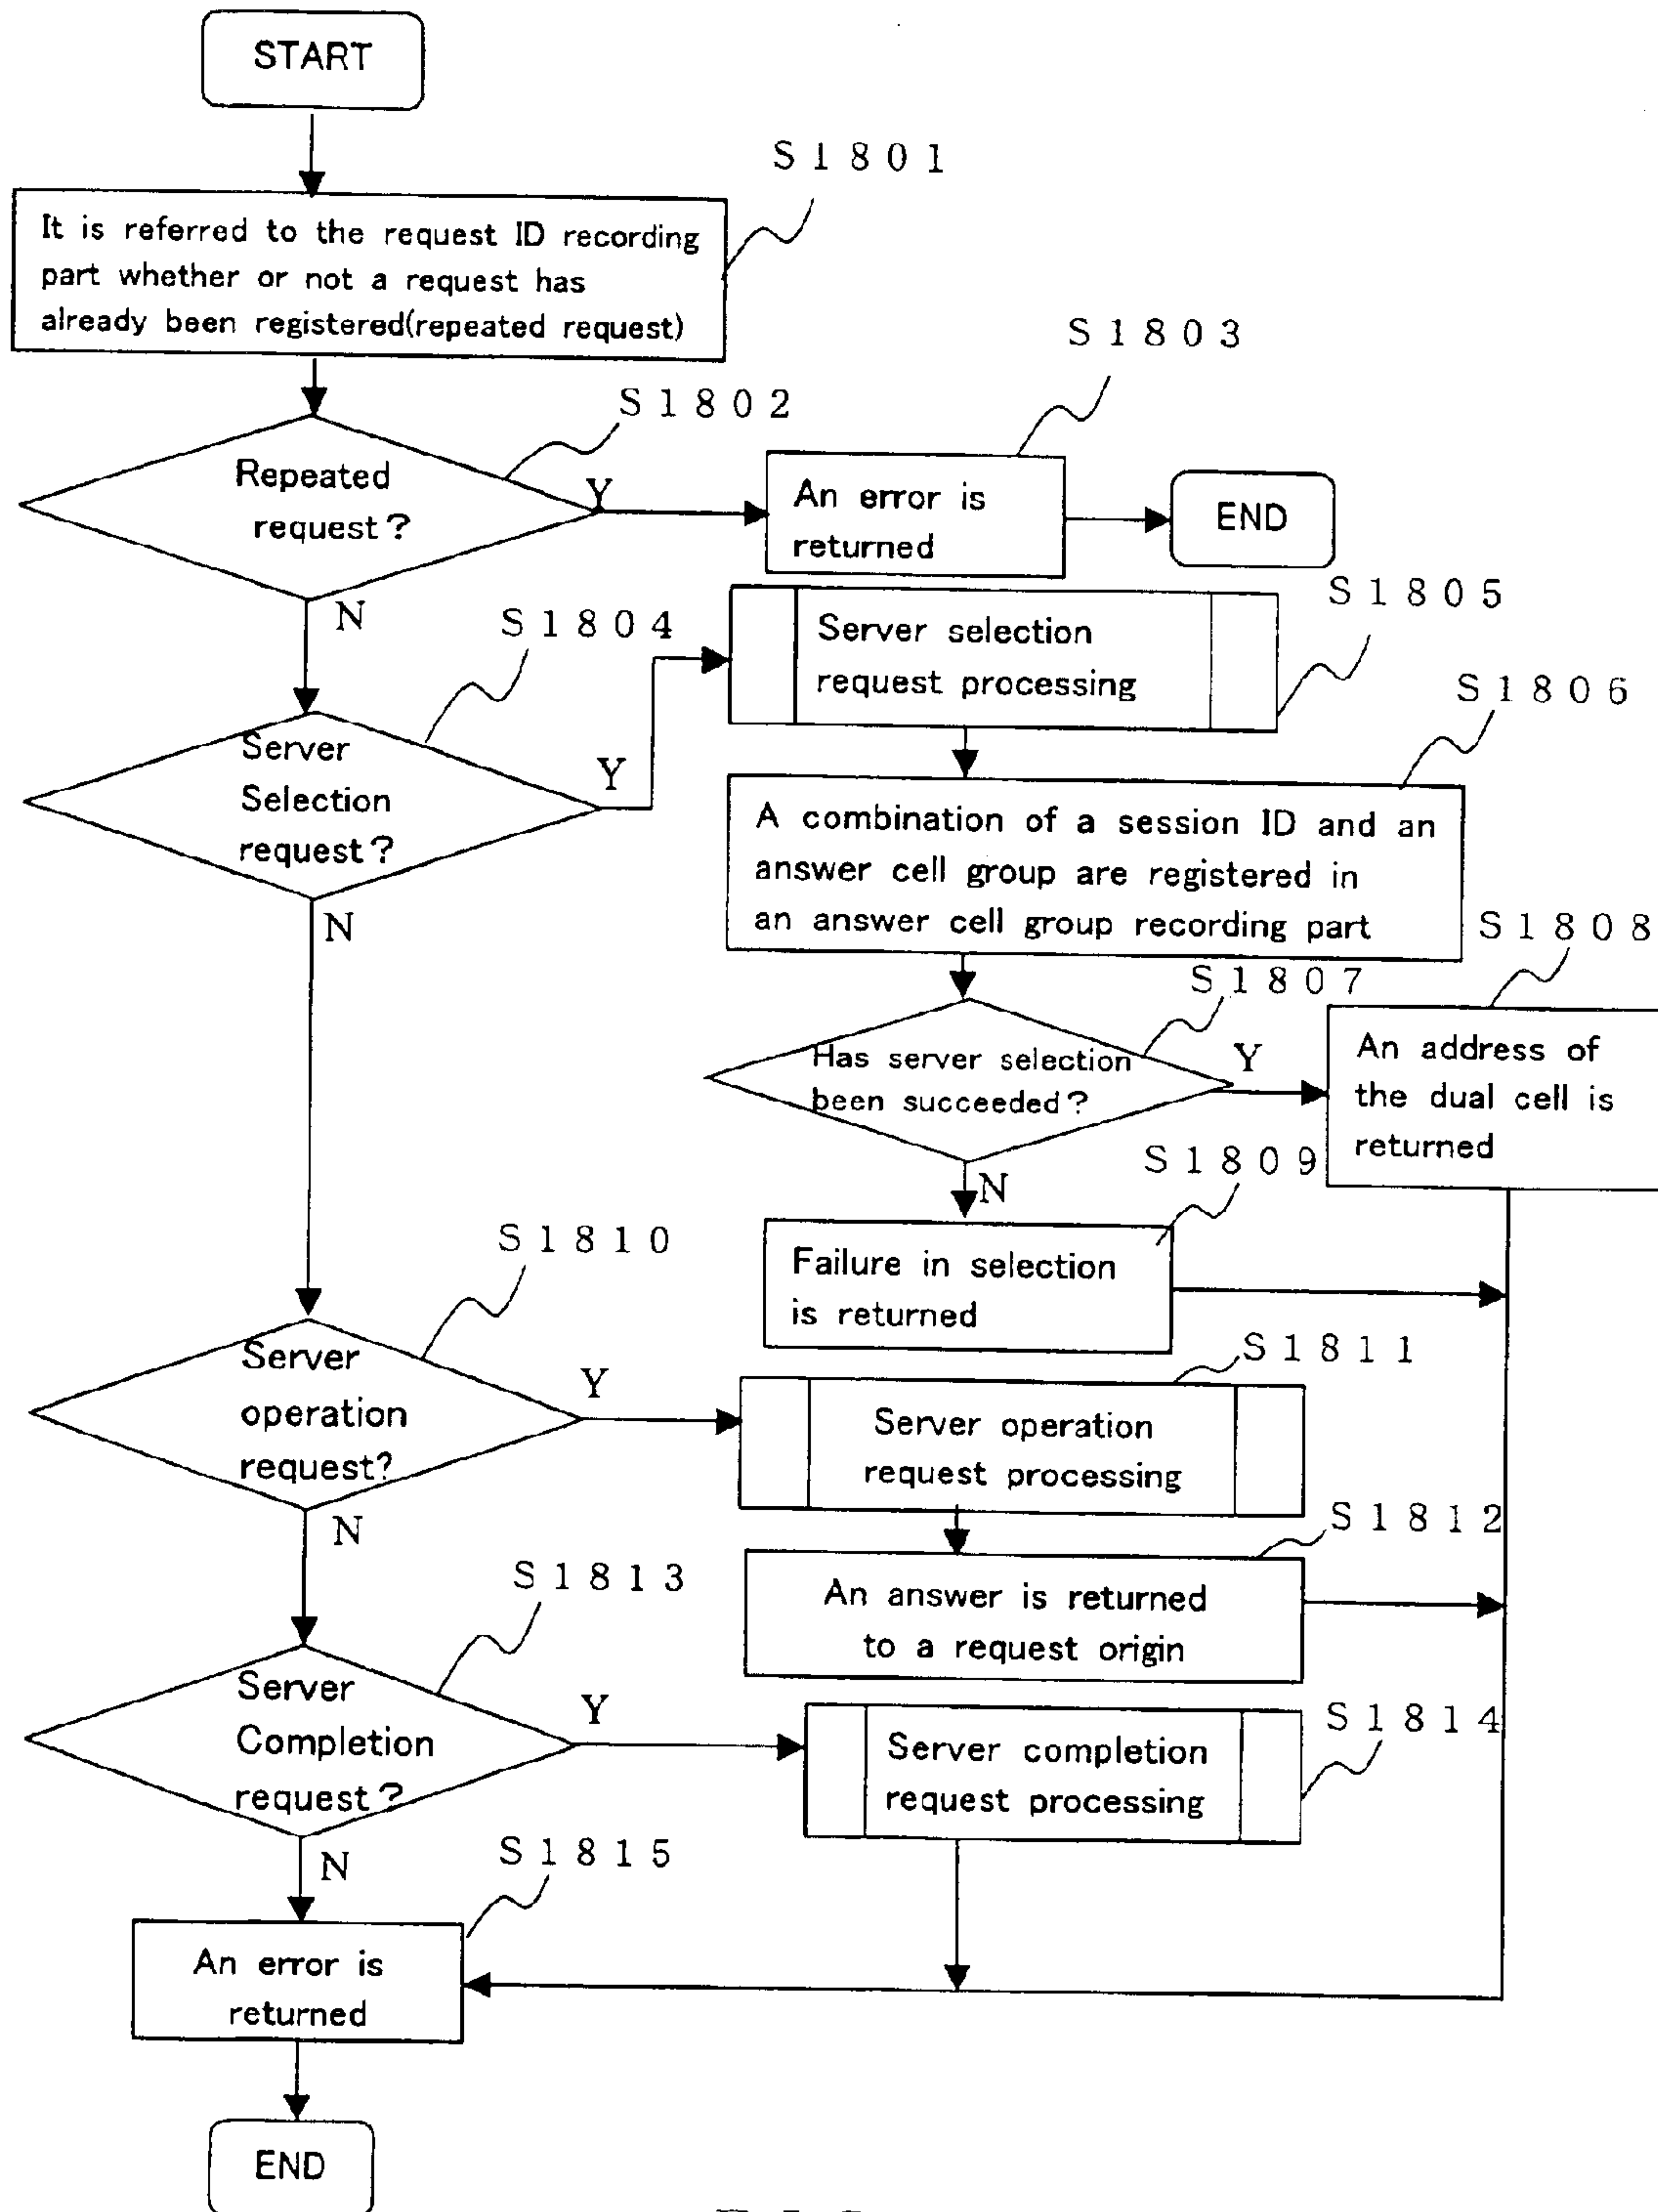 START
S1801
It is referred to the request ID recording
part whether or not a request has
already been registered(repeated request)
S1802
Repeated
request?
Y
N
S1803
An error is
returned
END
S1804
Server
Selection
request?
Y
N
S1805
Server selection
request processing
S1806
A combination of a session ID and an
answer cell group are registered in
an answer cell group recording part
S1807
Has server selection
been succeeded?
Y
N
S1808
An address of
the dual cell is
returned
S1809
Failure in selection
is returned
S1810
Server
operation
request?
Y
N
S1811
Server operation
request processing
S1812
An answer is returned
to a request origin
S1813
Server
Completion
request?
Y
N
S1814
Server completion
request processing
S1815
An error is
returned
END